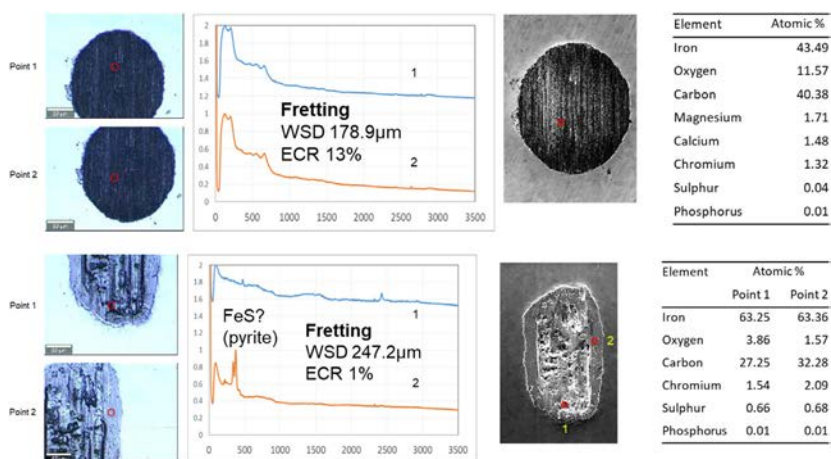 Point 1
Point 2
2
1.8
1.6
1.4
1.2
1
0.8
0.6
0.4
0.2
0
0 500 1000 1500 2000 2500 3000 3500
1
Fretting
WSD 178.9µm
ECR 13%
2
Element Atomic %
Iron 43.49
Oxygen 11.57
Carbon 40.38
Magnesium 1.71
Calcium 1.48
Chromium 1.32
Sulphur 0.04
Phosphorus 0.01
Point 1
Point 2
2
1.8
1.6
1.4
1.2
1
0.8
0.6
0.4
0.2
0
0 500 1000 1500 2000 2500 3000 3500
1
FeS?
(pyrite)
Fretting
WSD 247.2µm
ECR 1%
2
2
1
Element Atomic %
Point 1 Point 2
Iron 63.25 63.36
Oxygen 3.86 1.57
Carbon 27.25 32.28
Chromium 1.54 2.09
Sulphur 0.66 0.68
Phosphorus 0.01 0.01